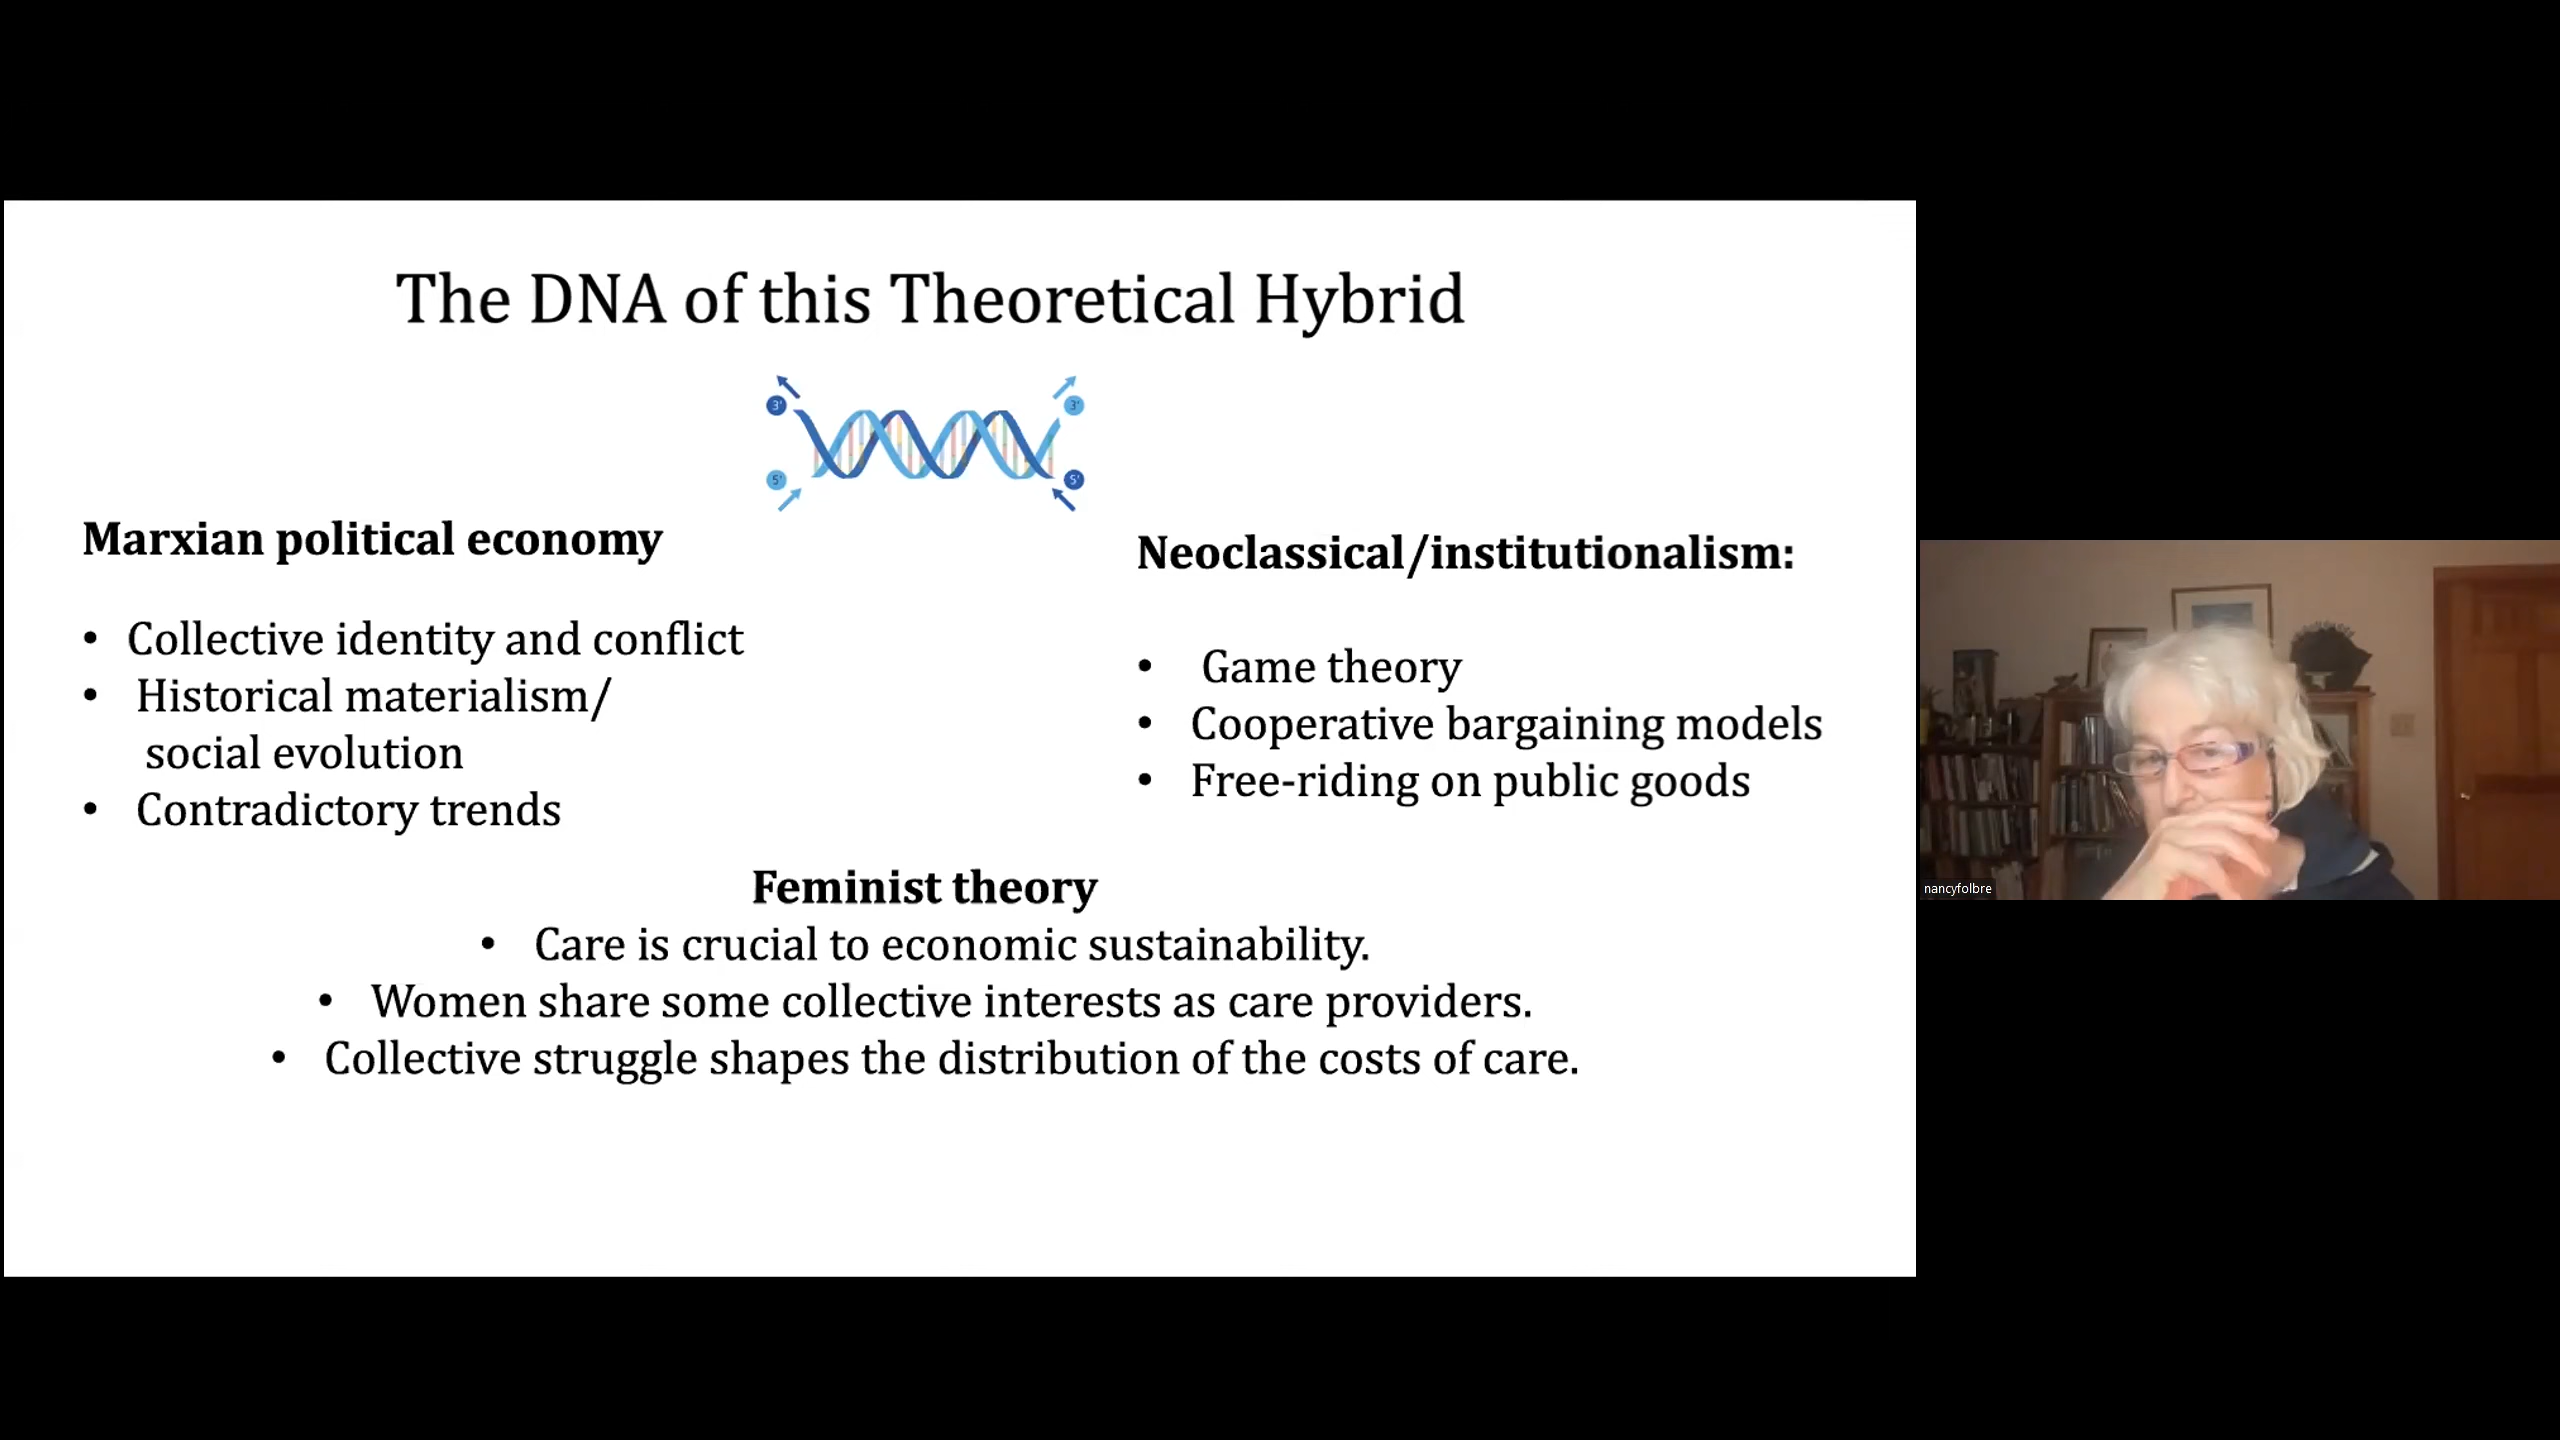 The DNA of this Theoretical Hybrid
3'
3'
5'
5'
Marxian political economy
• Collective identity and conflict
• Historical materialism/
social evolution
• Contradictory trends
Neoclassical/institutionalism:
• Game theory
• Cooperative bargaining models
• Free-riding on public goods
Feminist theory
• Care is crucial to economic sustainability.
• Women share some collective interests as care providers.
• Collective struggle shapes the distribution of the costs of care.
nancyfolbre